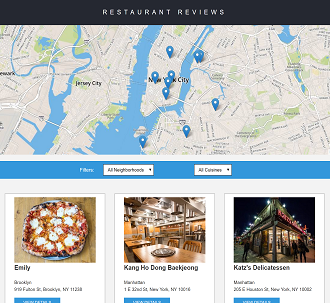 RESTAURANT REVIEWS
New York City
Jersey City
Filters:
All Neighborhoods
All Cuisines
Emily
Brooklyn
919 Fulton St, Brooklyn, NY 11238
VIEW DETAILS
Kang Ho Dong Baekjeong
Manhattan
1 E 32nd St, New York, NY 10016
VIEW DETAILS
Katz's Delicatessen
Manhattan
205 E Houston St, New York, NY 10002
VIEW DETAILS